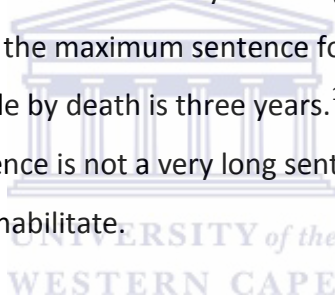 the maximum sentence fo
le by death is three years.¹
ence is not a very long sent
habilitate.
UNIVERSITY of the
WESTERN CAPE